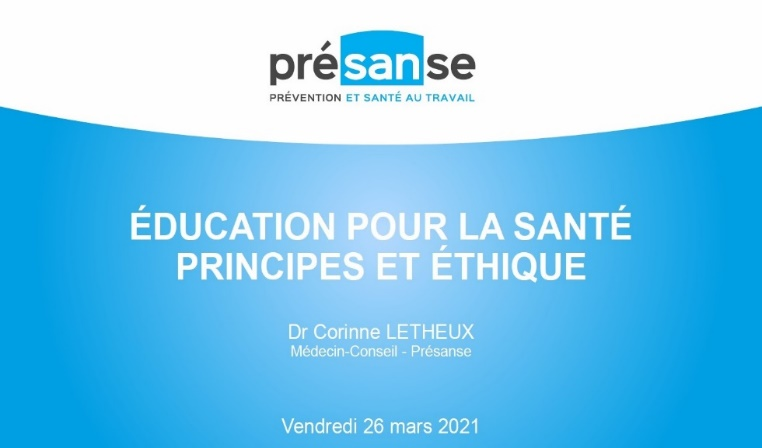 présanse
PRÉVENTION ET SANTÉ AU TRAVAIL
ÉDUCATION POUR LA SANTÉ
PRINCIPES ET ÉTHIQUE
Dr Corinne LETHEUX
Médecin-Conseil - Présanse
Vendredi 26 mars 2021